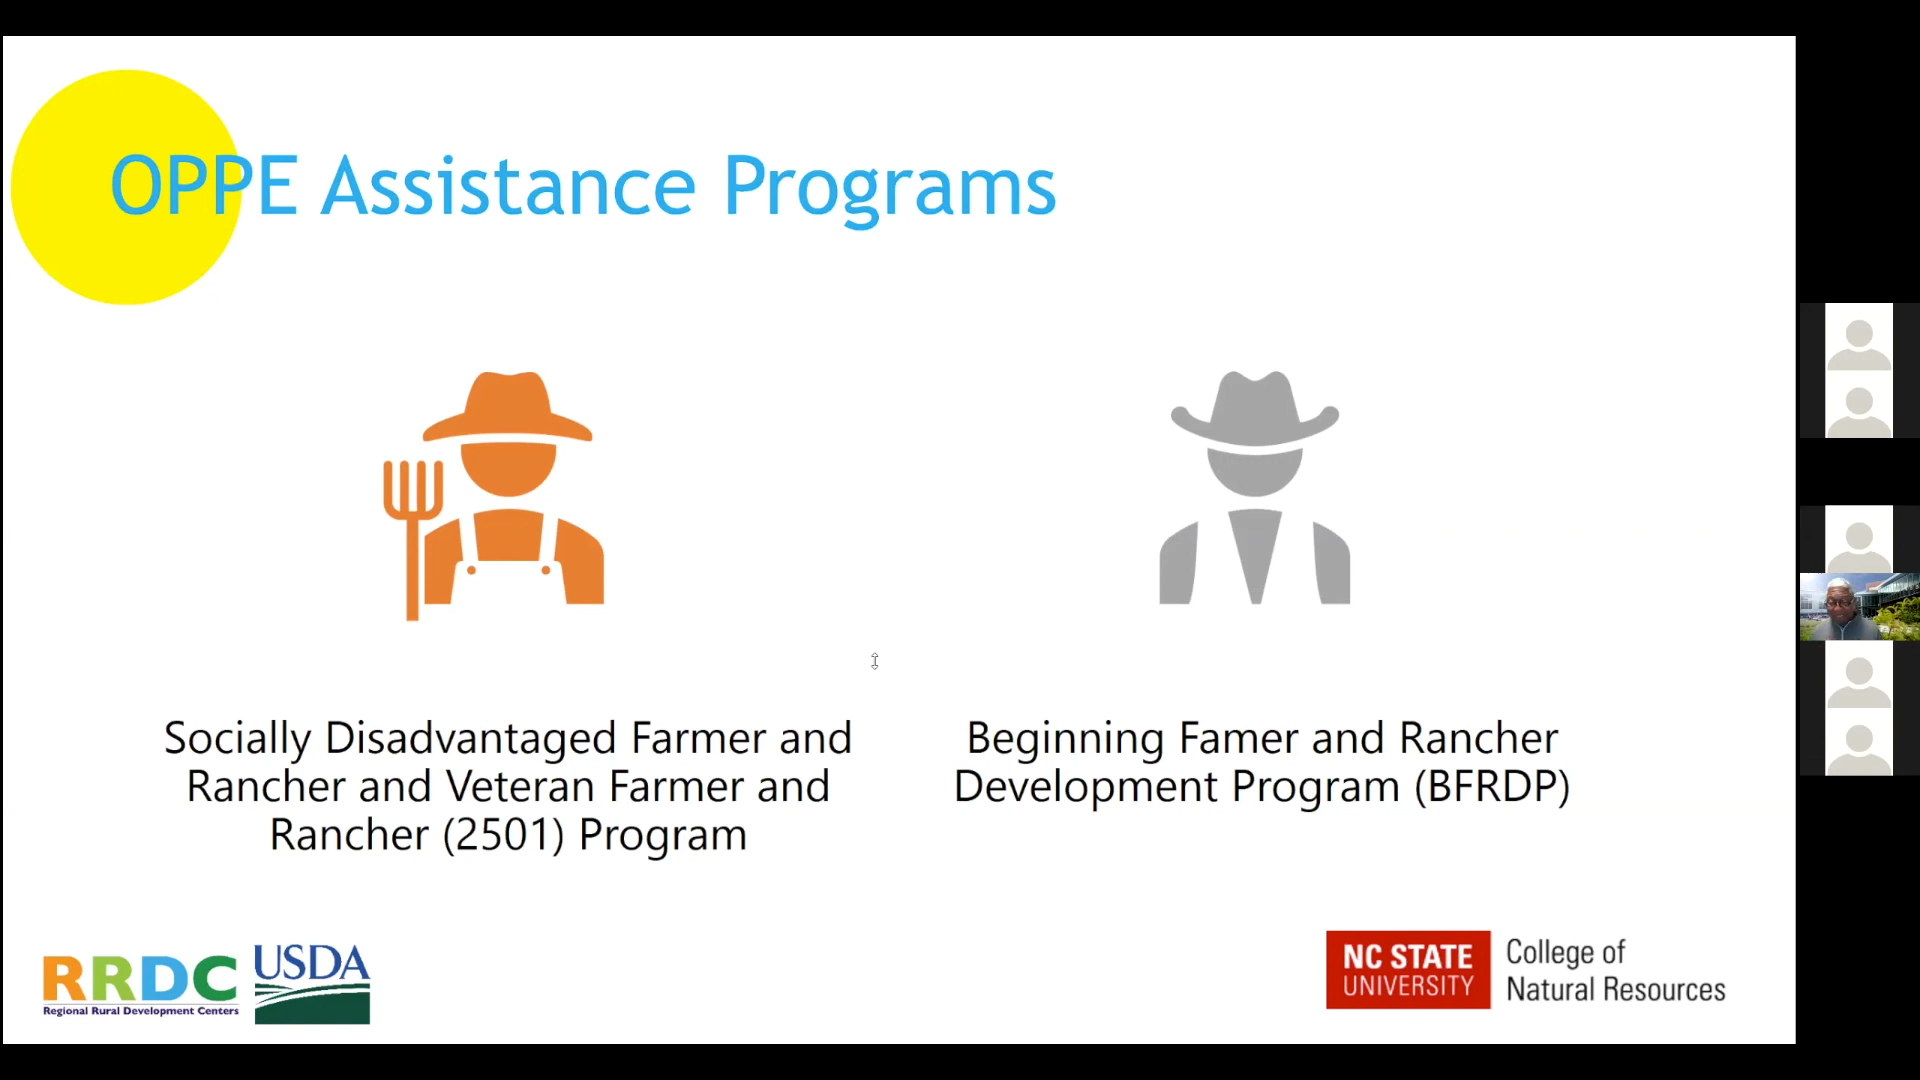 OPPE Assistance Programs
Socially Disadvantaged Farmer and
Rancher and Veteran Farmer and
Rancher (2501) Program
Beginning Famer and Rancher
Development Program (BFRDP)
RRDC
Regional Rural Development Centers
USDA
NC STATE
UNIVERSITY
College of
Natural Resources